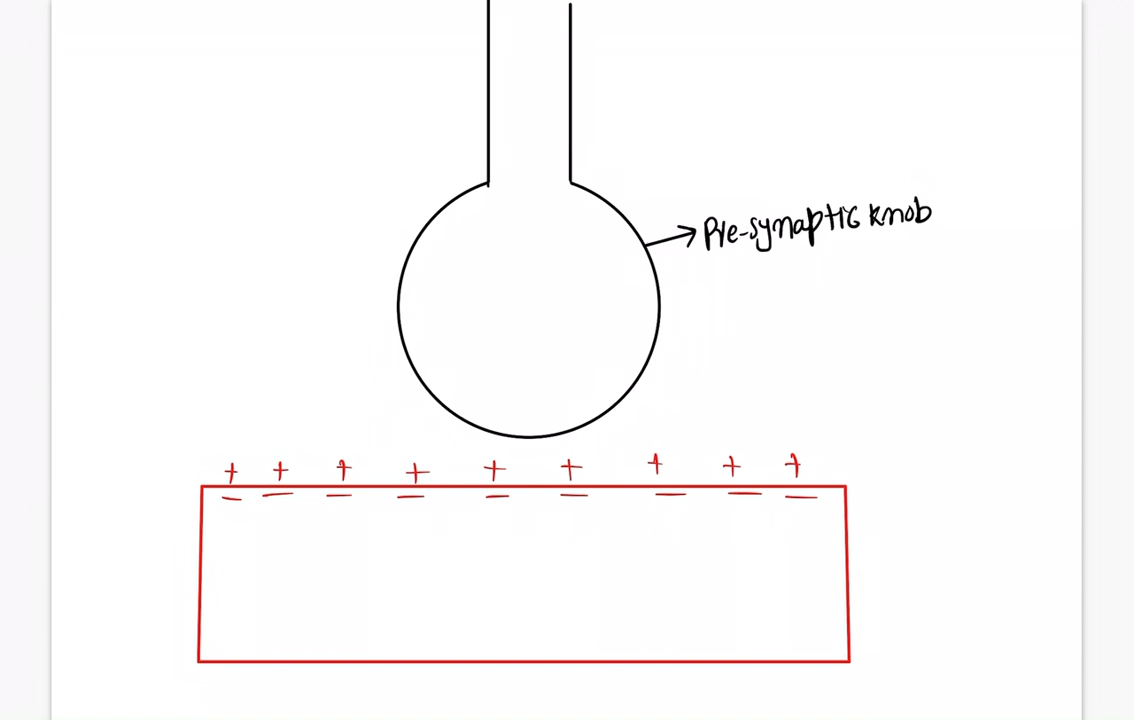 Pre-synaptic knob
+ + + + + + + + +
− − − − − − − − −